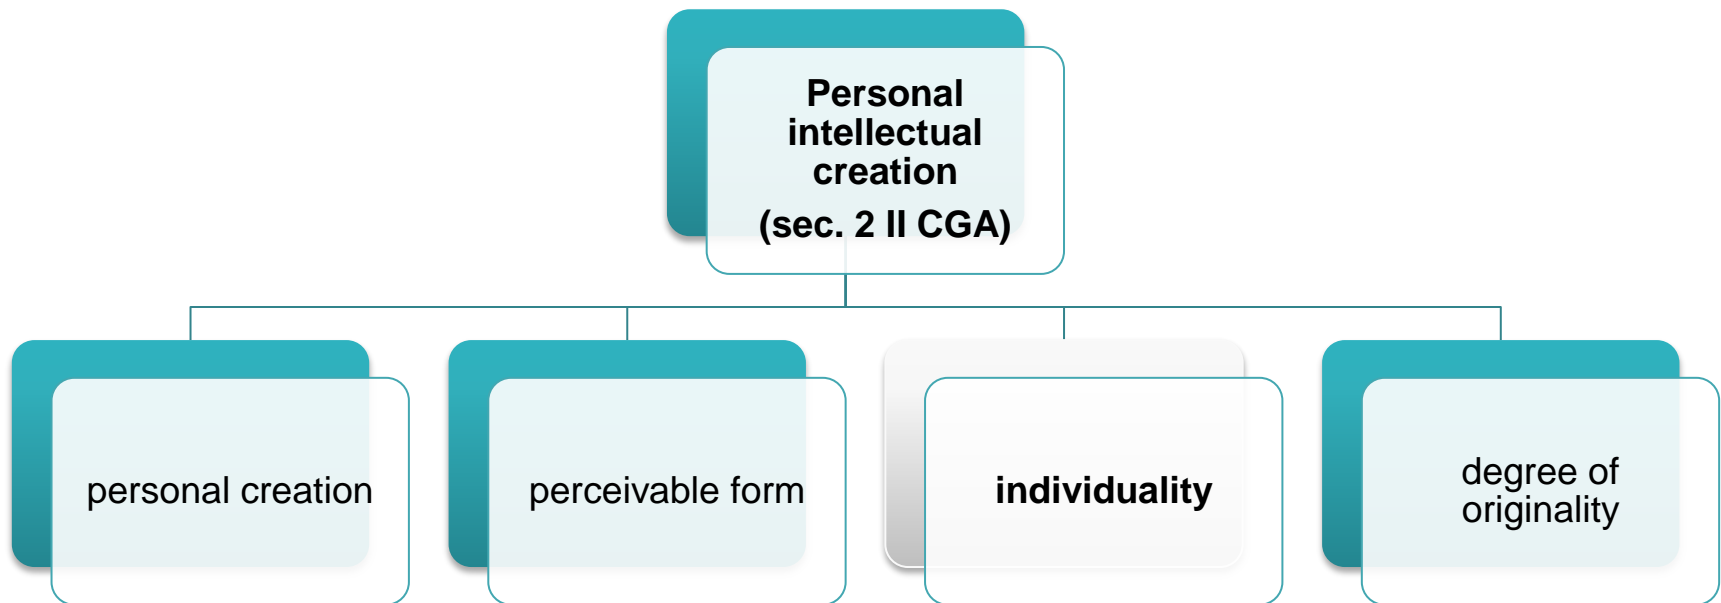 Personal
intellectual
creation
(sec. 2 II CGA)
personal creation
perceivable form
individuality
degree of
originality